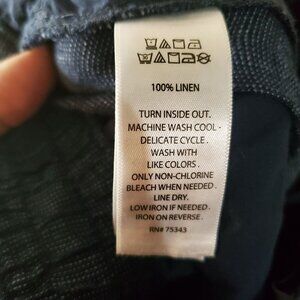 100% LINEN
TURN INSIDE OUT.
MACHINE WASH COOL -
DELICATE CYCLE .
WASH WITH
LIKE COLORS .
ONLY NON-CHLORINE
BLEACH WHEN NEEDED .
LINE DRY.
LOW IRON IF NEEDED .
IRON ON REVERSE .
RN# 75343